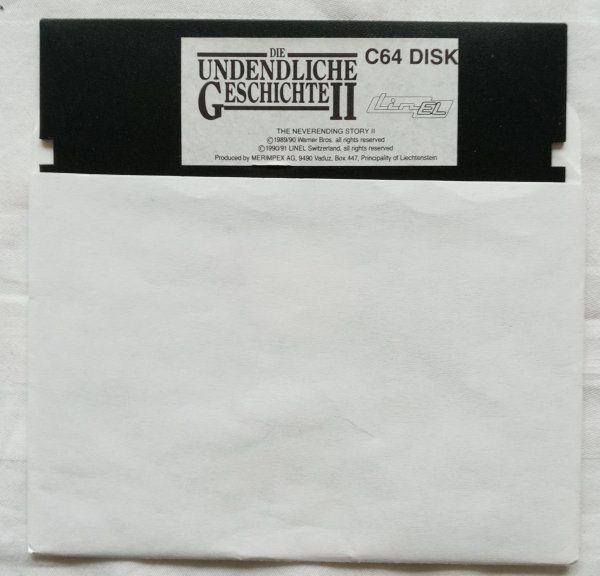 DIE
UNDENDLICHE
GESCHICHTE II
C64 DISK
LinEL
THE NEVERENDING STORY II
©1989/90 Warner Bros. all rights reserved
©1990/91 LINEL Switzerland, all rights reserved
Produced by MERIMPEX AG, 9490 Vaduz, Box 447, Principality of Liechtenstein